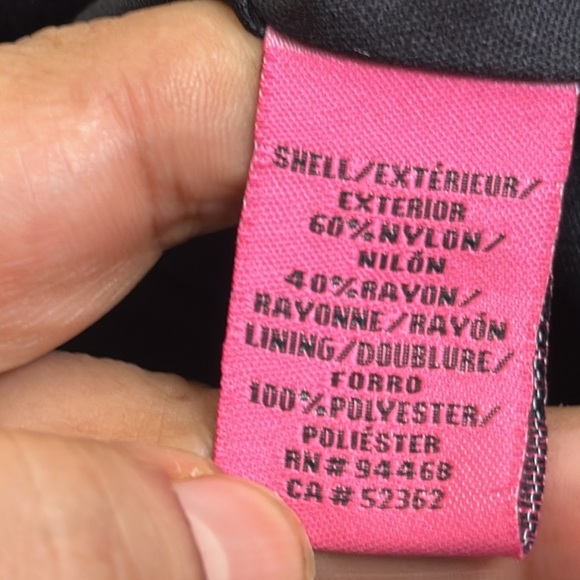 SHELL/EXTÉRIEUR/
EXTERIOR
60%NYLON/
NILÓN
40%RAYON/
RAYONNE/RAYÓN
LINING/DOUBLURE/
FORRO
100%POLYESTER/
POLIÉSTER
RN# 94468
CA# 52362